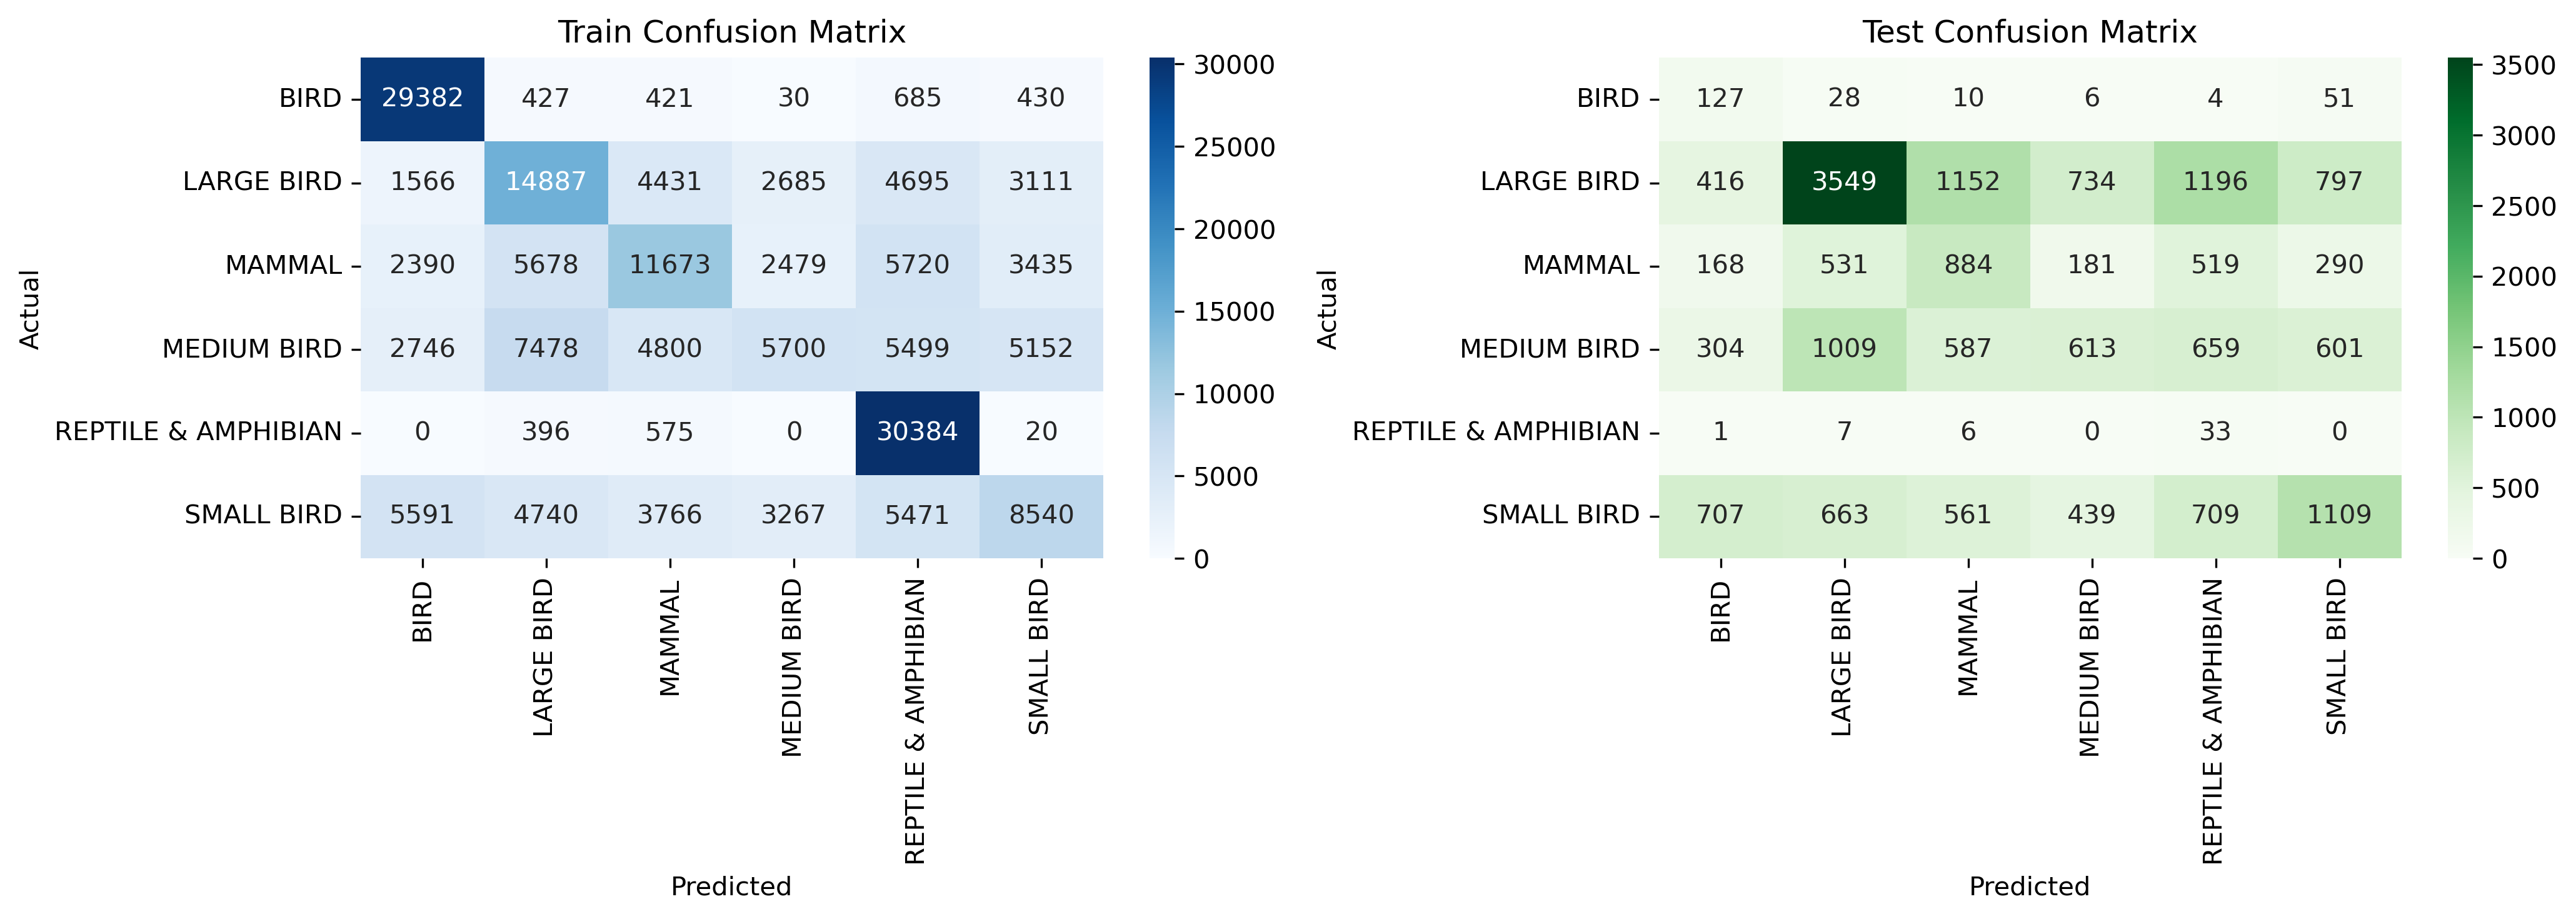 Train Confusion Matrix
Actual
BIRD 29382 427 421 30 685 430
LARGE BIRD 1566 14887 4431 2685 4695 3111
MAMMAL 2390 5678 11673 2479 5720 3435
MEDIUM BIRD 2746 7478 4800 5700 5499 5152
REPTILE & AMPHIBIAN 0 396 575 0 30384 20
SMALL BIRD 5591 4740 3766 3267 5471 8540
BIRD
LARGE BIRD
MAMMAL
MEDIUM BIRD
REPTILE & AMPHIBIAN
SMALL BIRD
Predicted
30000
25000
20000
15000
10000
5000
0
Test Confusion Matrix
Actual
BIRD 127 28 10 6 4 51
LARGE BIRD 416 3549 1152 734 1196 797
MAMMAL 168 531 884 181 519 290
MEDIUM BIRD 304 1009 587 613 659 601
REPTILE & AMPHIBIAN 1 7 6 0 33 0
SMALL BIRD 707 663 561 439 709 1109
BIRD
LARGE BIRD
MAMMAL
MEDIUM BIRD
REPTILE & AMPHIBIAN
SMALL BIRD
Predicted
3500
3000
2500
2000
1500
1000
500
0